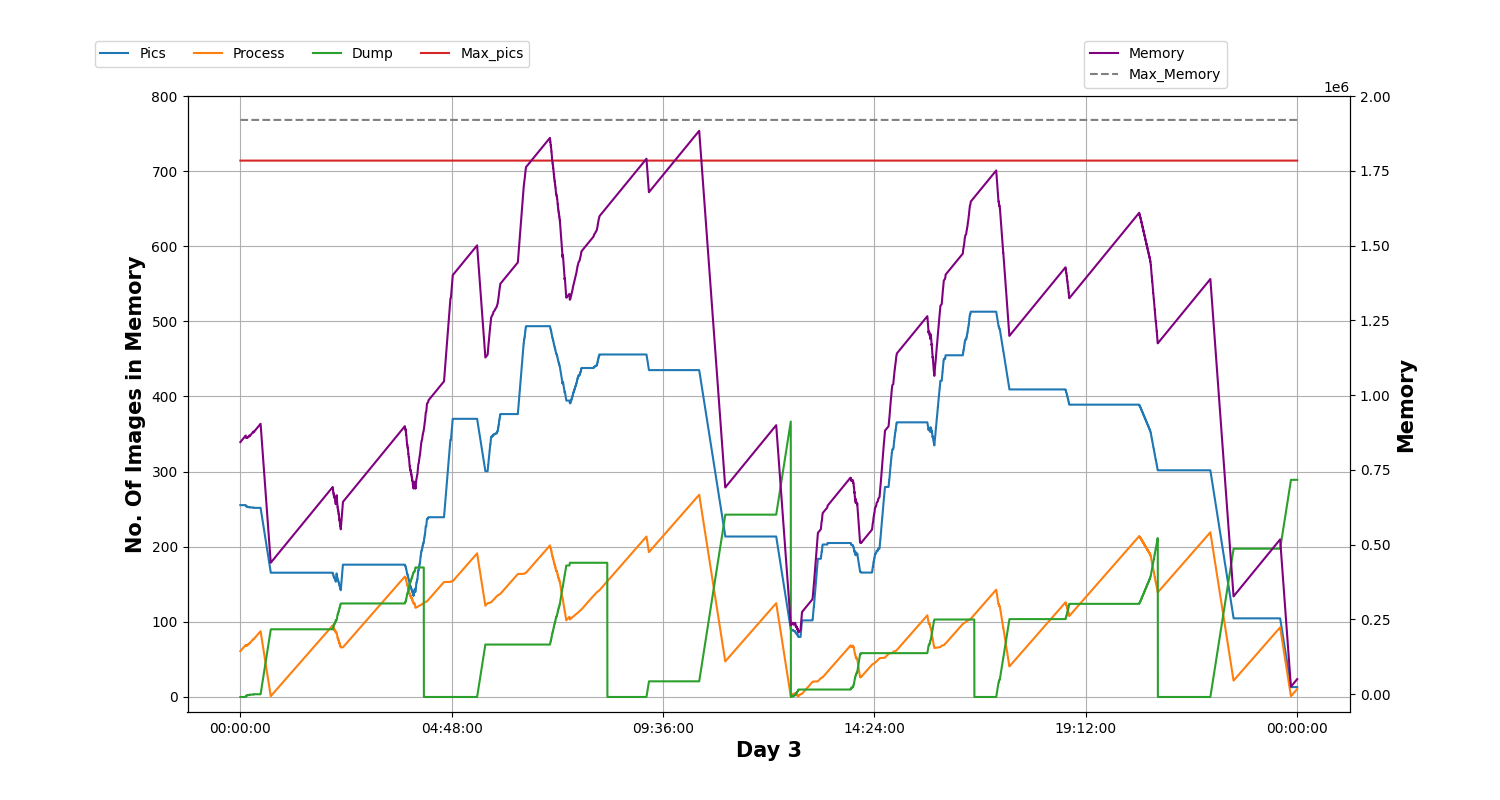 Pics Process Dump Max_pics
Memory
Max_Memory
1e6
800
700
600
500
400
300
200
100
0
No. Of Images in Memory
2.00
1.75
1.50
1.25
1.00
0.75
0.50
0.25
0.00
Memory
00:00:00 04:48:00 09:36:00 14:24:00 19:12:00 00:00:00
Day 3